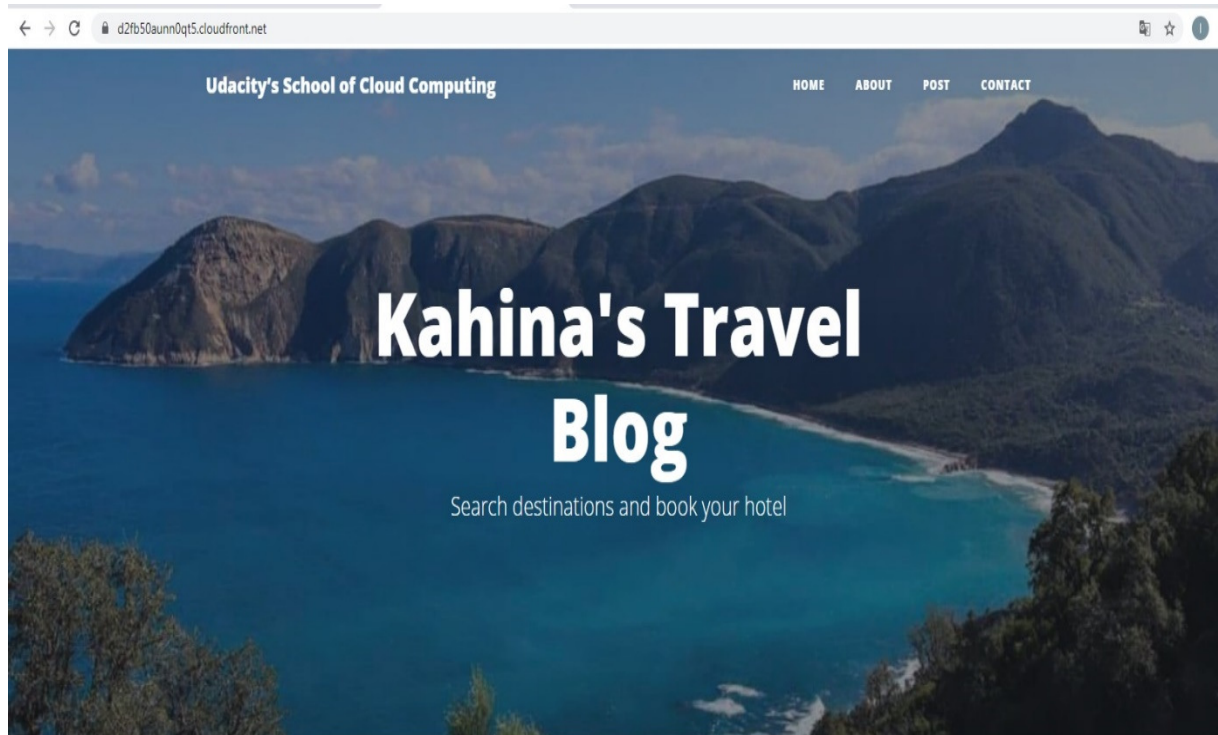 d2fb50aunn0qt5.cloudfront.net
I
Udacity's School of Cloud Computing
HOME ABOUT POST CONTACT
Kahina's Travel
Blog
Search destinations and book your hotel